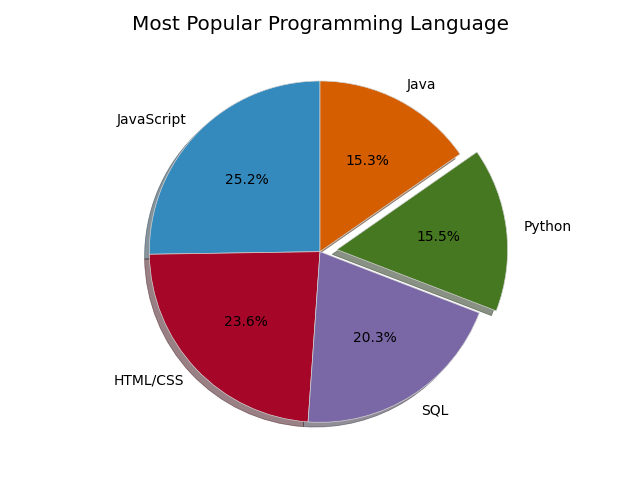 Most Popular Programming Language
Java
JavaScript
15.3%
25.2%
Python
15.5%
23.6%
20.3%
HTML/CSS
SQL